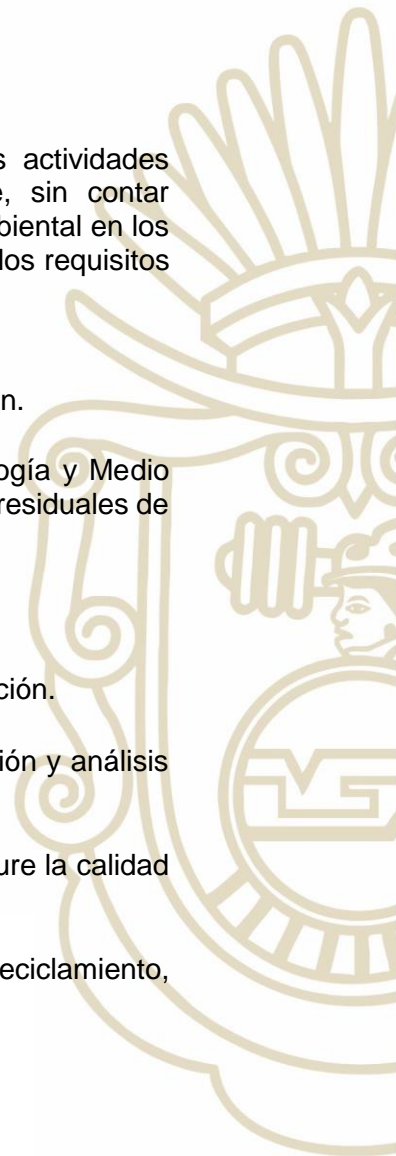 s actividades
e, sin contar
biental en los
los requisitos
n.
ogía y Medio
residuales de
ción.
ión y análisis
ure la calidad
eciclamiento,